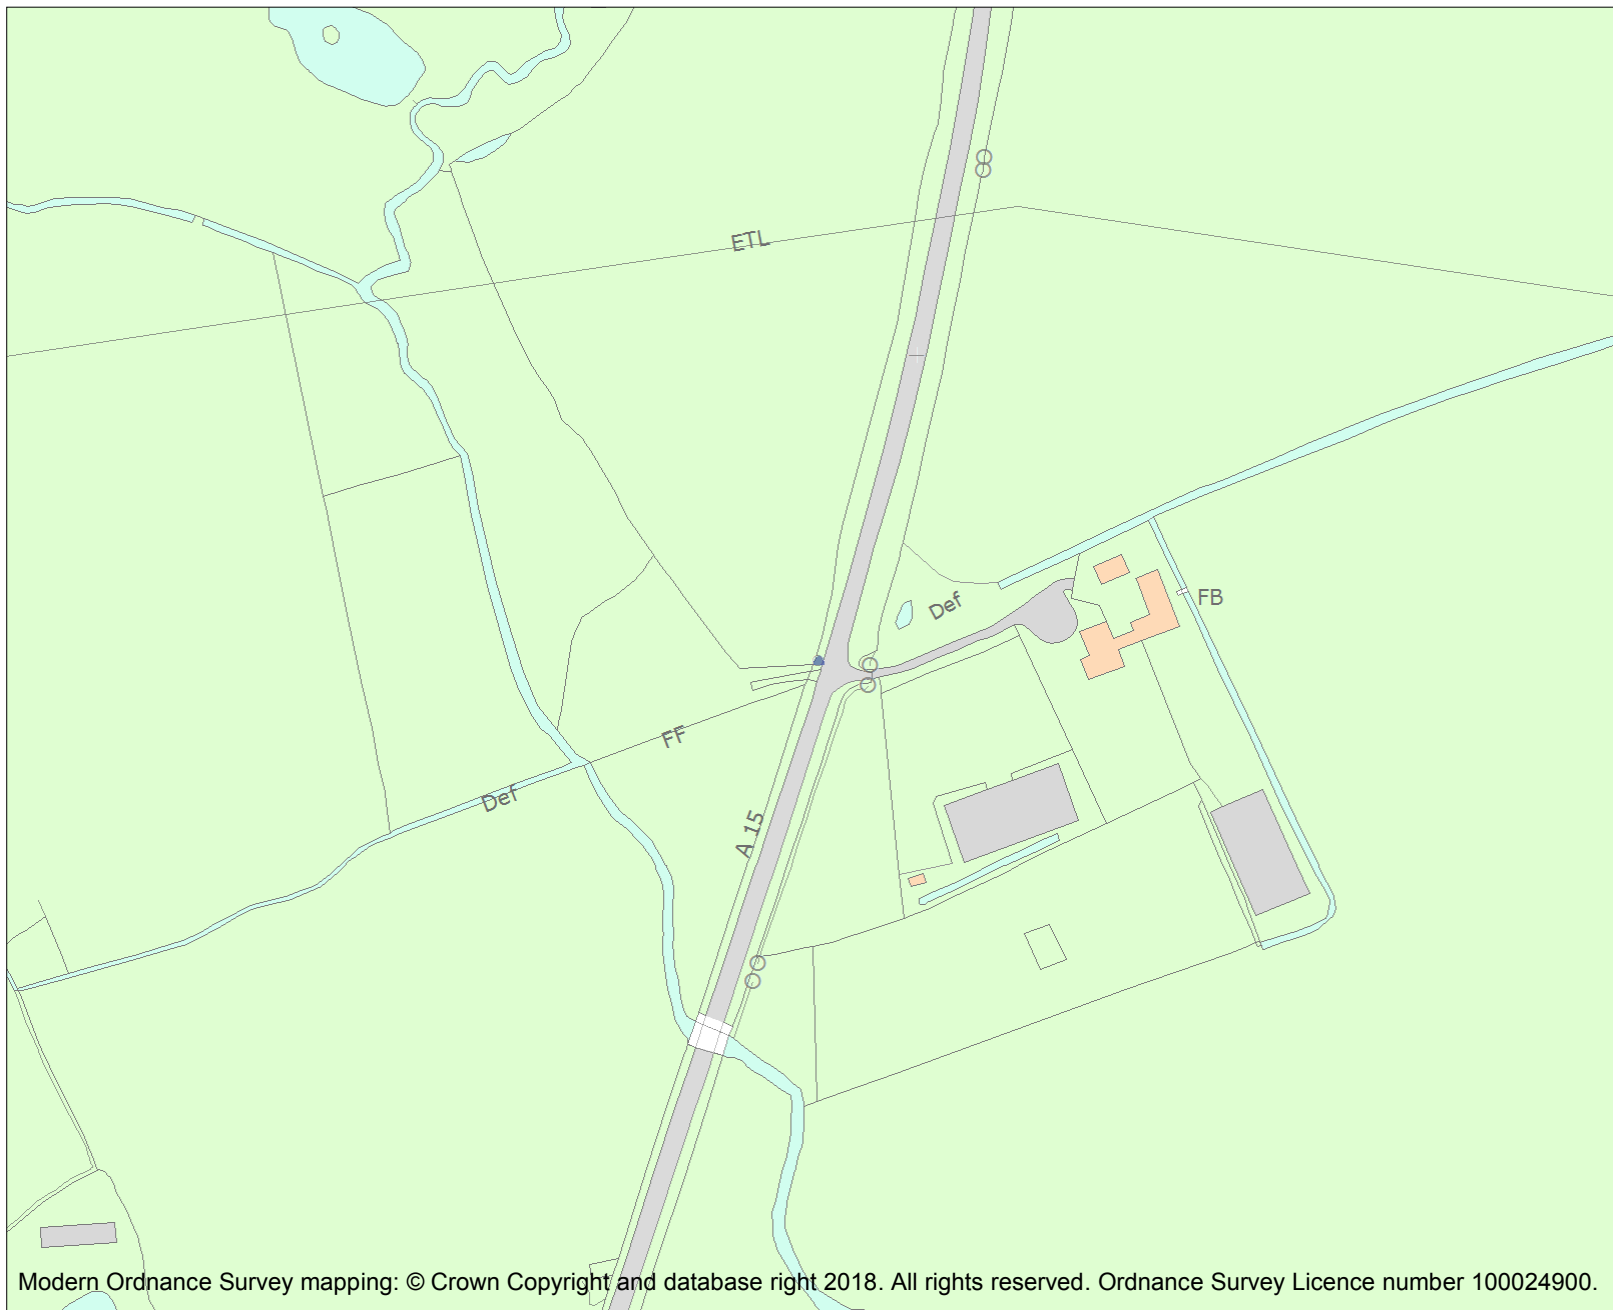 ETL
Def
FB
FF
Def
A 15
Modern Ordnance Survey mapping: © Crown Copyright and database right 2018. All rights reserved. Ordnance Survey Licence number 100024900.